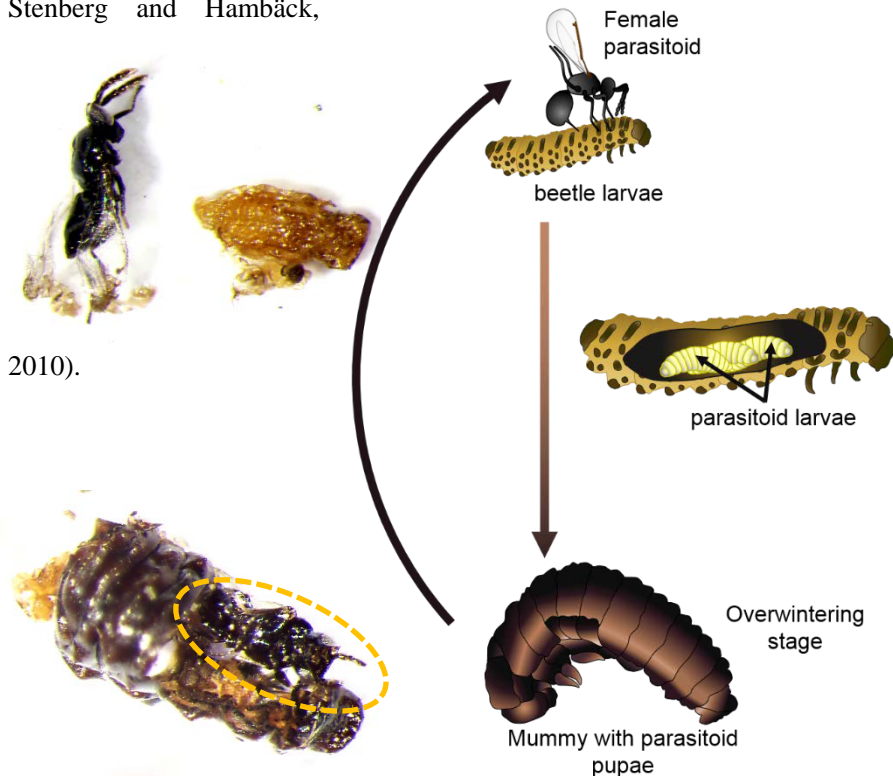 Stenberg and Hambäck,
Female
parasitoid
beetle larvae
2010).
parasitoid larvae
Overwintering
stage
Mummy with parasitoid
pupae